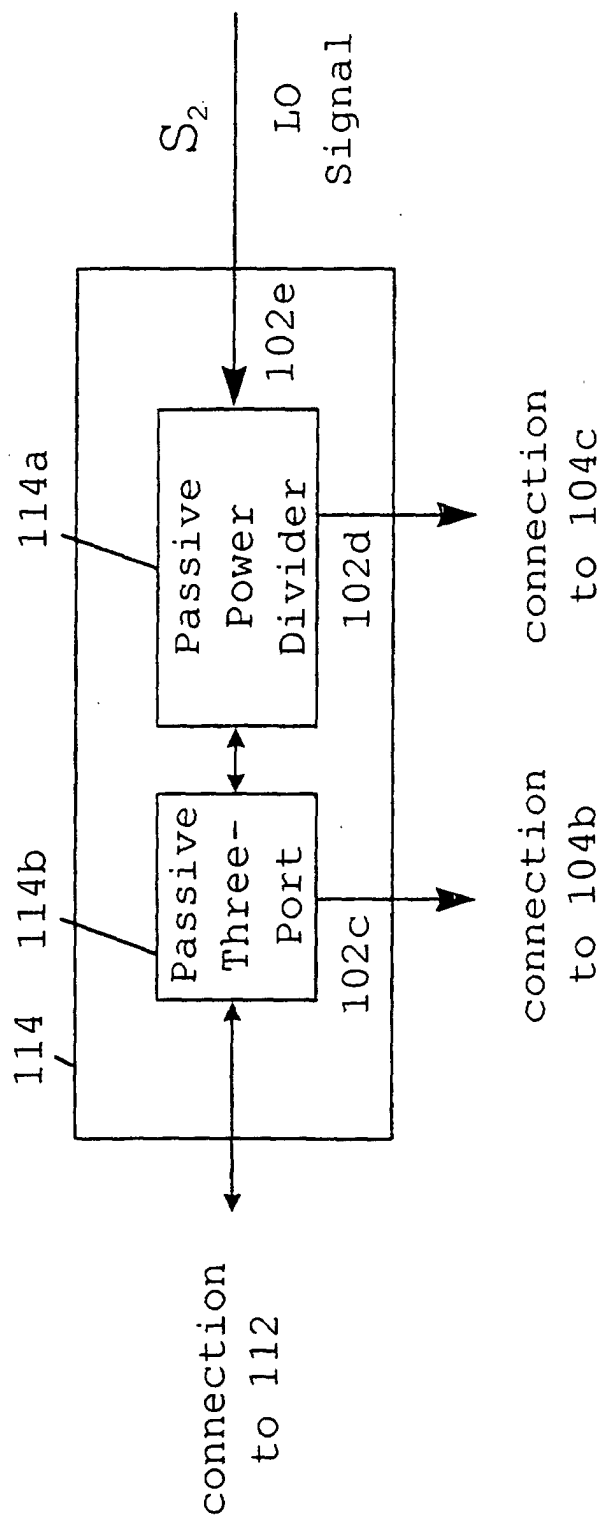 114
114b
114a
connection
to 112
Passive
Three-
Port
102c
Passive
Power
Divider
102d
102e
S2
LO
Signal
connection
to 104b
connection
to 104c